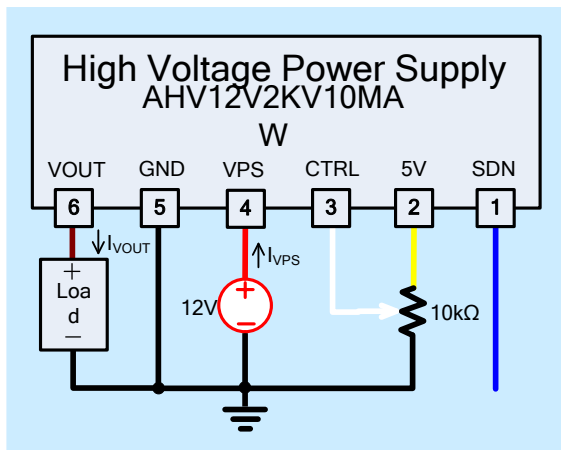 High Voltage Power Supply
AHV12V2KV10MA
W
VOUT GND VPS CTRL 5V SDN
6 5 4 3 2 1
↓IVOUT ↑IVPS
+
Loa
d
−
12V
+
−
10kΩ